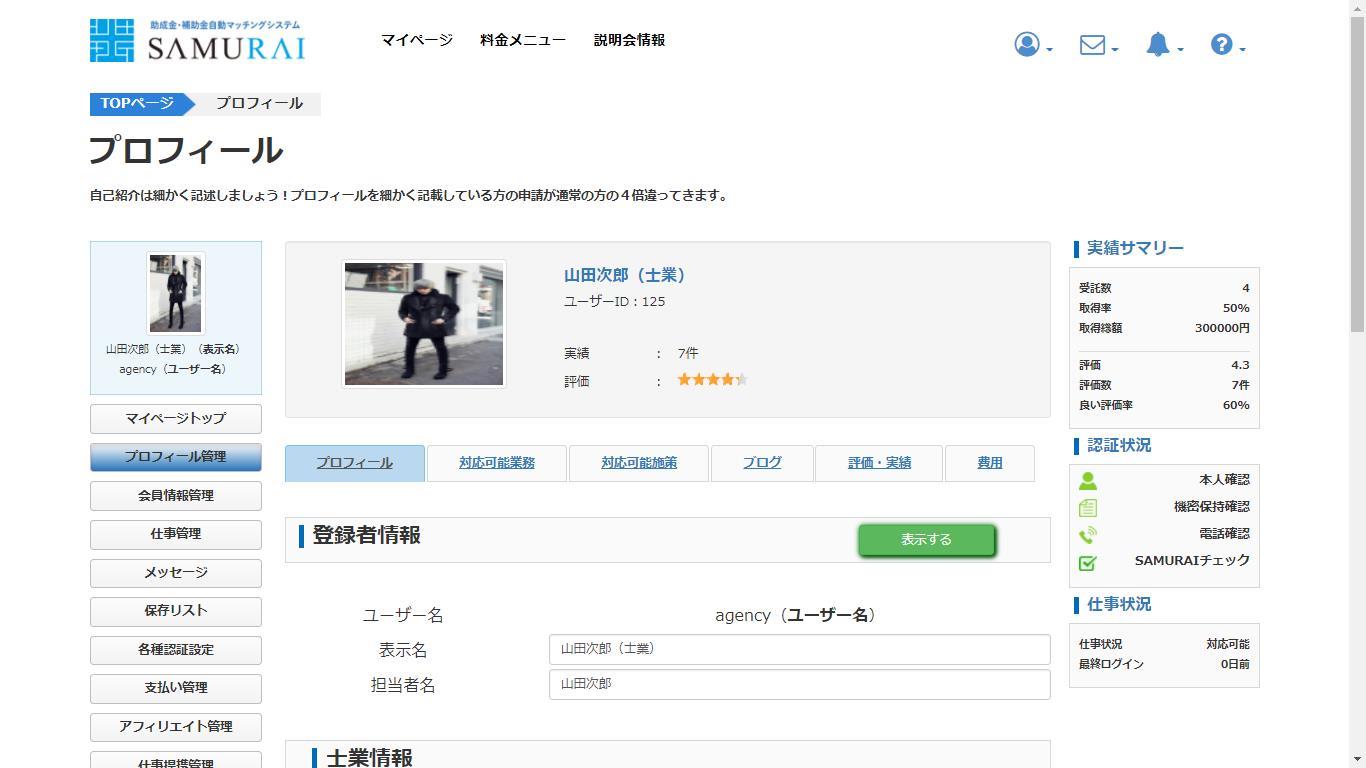 助成金・補助金自動マッチングシステム
SAMURAI
マイページ
料金メニュー
説明会情報
TOPページ
プロフィール
プロフィール
自己紹介は細かく記述しましょう！プロフィールを細かく記載している方の申請が通常の方の４倍違ってきます。
山田次郎（士業）（表示名）
agency（ユーザー名）
マイページトップ
プロフィール管理
会員情報管理
仕事管理
メッセージ
保存リスト
各種認証設定
支払い管理
アフィリエイト管理
仕事提携管理
山田次郎（士業）
ユーザーID：125
実績 ： 7件
評価 ：
プロフィール
対応可能業務
対応可能施策
ブログ
評価・実績
費用
登録者情報
表示する
ユーザー名 agency（ユーザー名）
表示名 山田次郎（士業）
担当者名 山田次郎
士業情報
実績サマリー
受託数 4
取得率 50%
取得総額 300000円
評価 4.3
評価数 7件
良い評価率 60%
認証状況
本人確認
機密保持確認
電話確認
SAMURAIチェック
仕事状況
仕事状況 対応可能
最終ログイン 0日前